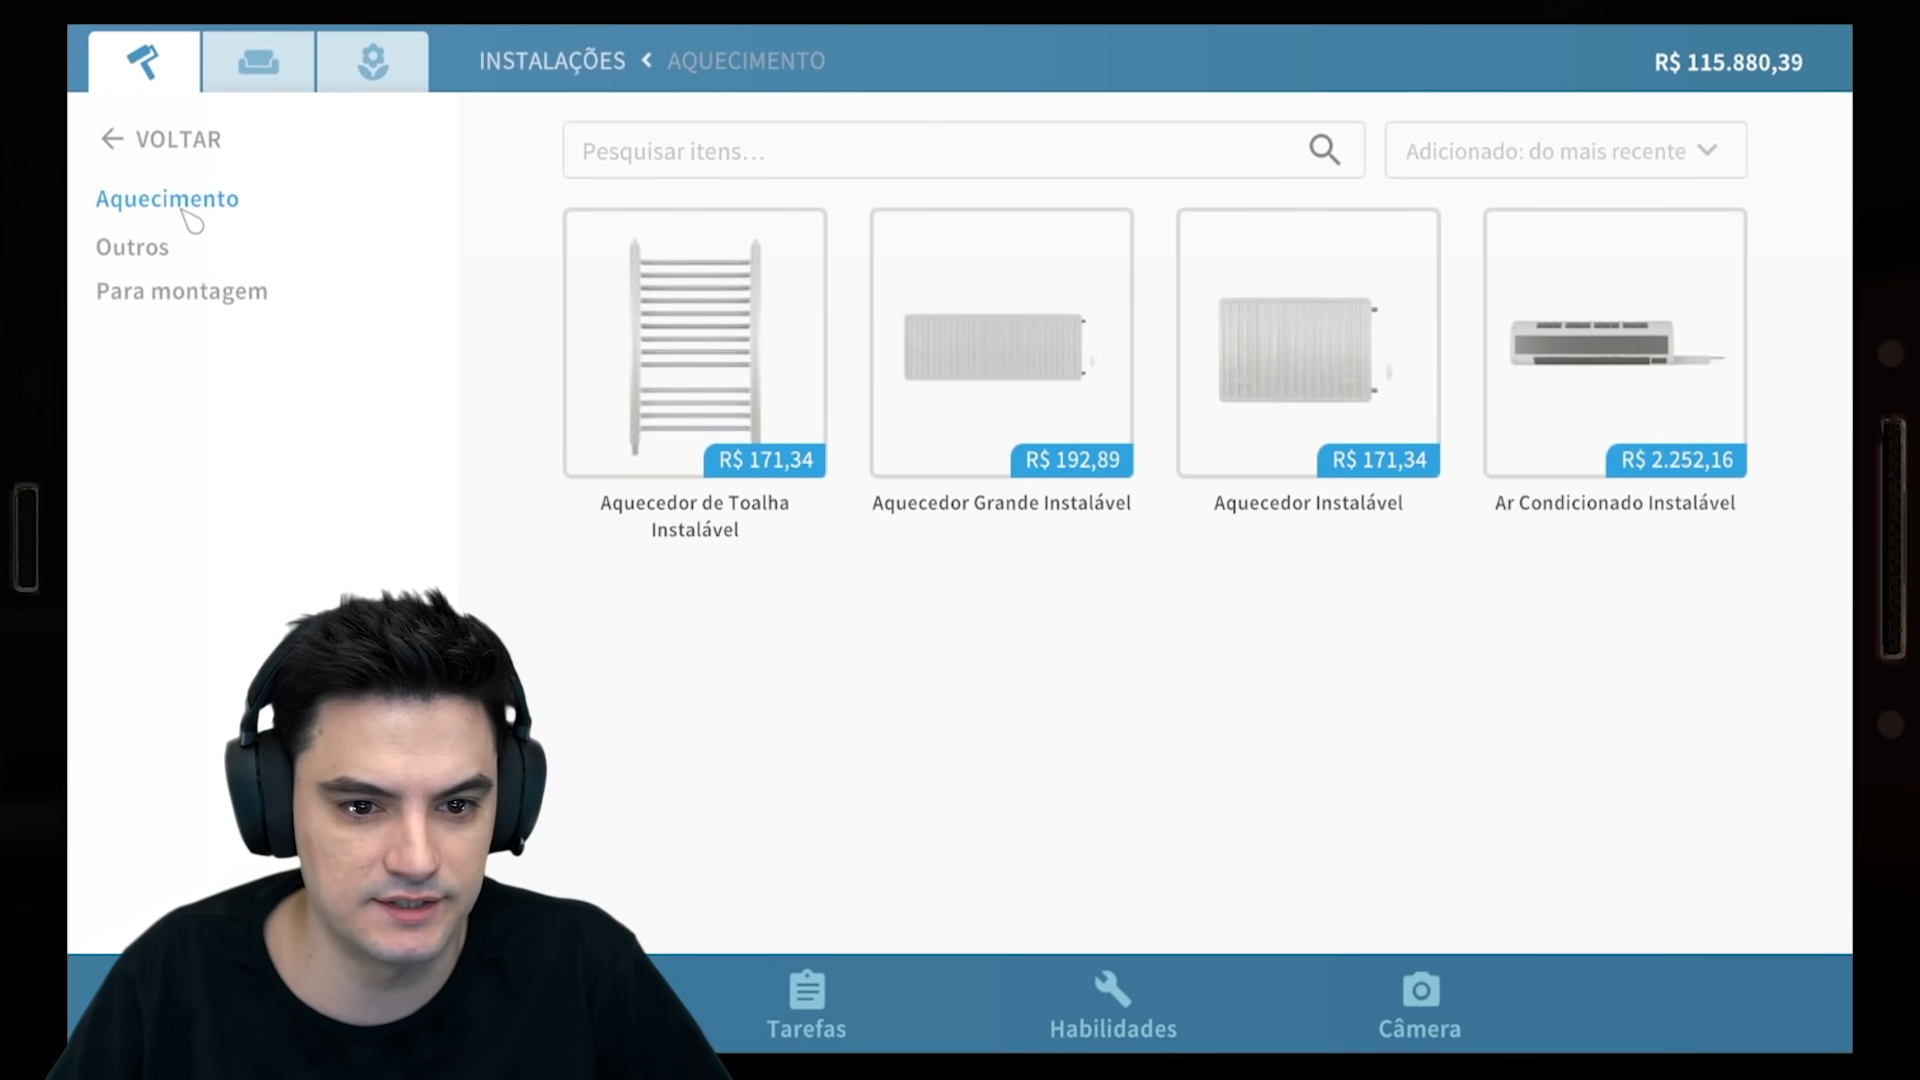 INSTALAÇÕES < AQUECIMENTO
R$ 115.880,39
VOLTAR
Aquecimento
Outros
Para montagem
Pesquisar itens...
Adicionado: do mais recente
R$ 171,34
R$ 192,89
R$ 171,34
R$ 2.252,16
Aquecedor de Toalha
Instalável
Aquecedor Grande Instalável
Aquecedor Instalável
Ar Condicionado Instalável
Tarefas
Habilidades
Câmera